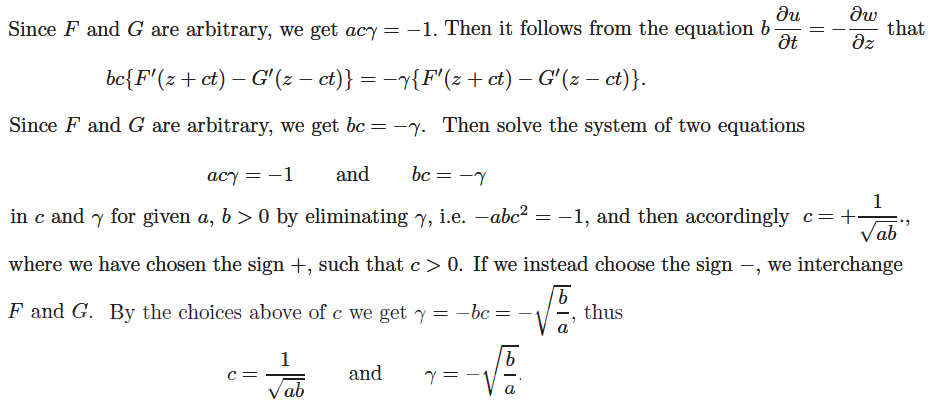 Since F and G are arbitrary, we get acγ = −1. Then it follows from the equation b ∂u/∂t = −∂w/∂z that
bc{F′(z + ct) − G′(z − ct)} = −γ{F′(z + ct) − G′(z − ct)}.
Since F and G are arbitrary, we get bc = −γ. Then solve the system of two equations
acγ = −1 and bc = −γ
in c and γ for given a, b > 0 by eliminating γ, i.e. −abc² = −1, and then accordingly c = +1/√ab.,
where we have chosen the sign +, such that c > 0. If we instead choose the sign −, we interchange
F and G. By the choices above of c we get γ = −bc = −√(b/a), thus
c = 1/√ab and γ = −√(b/a).